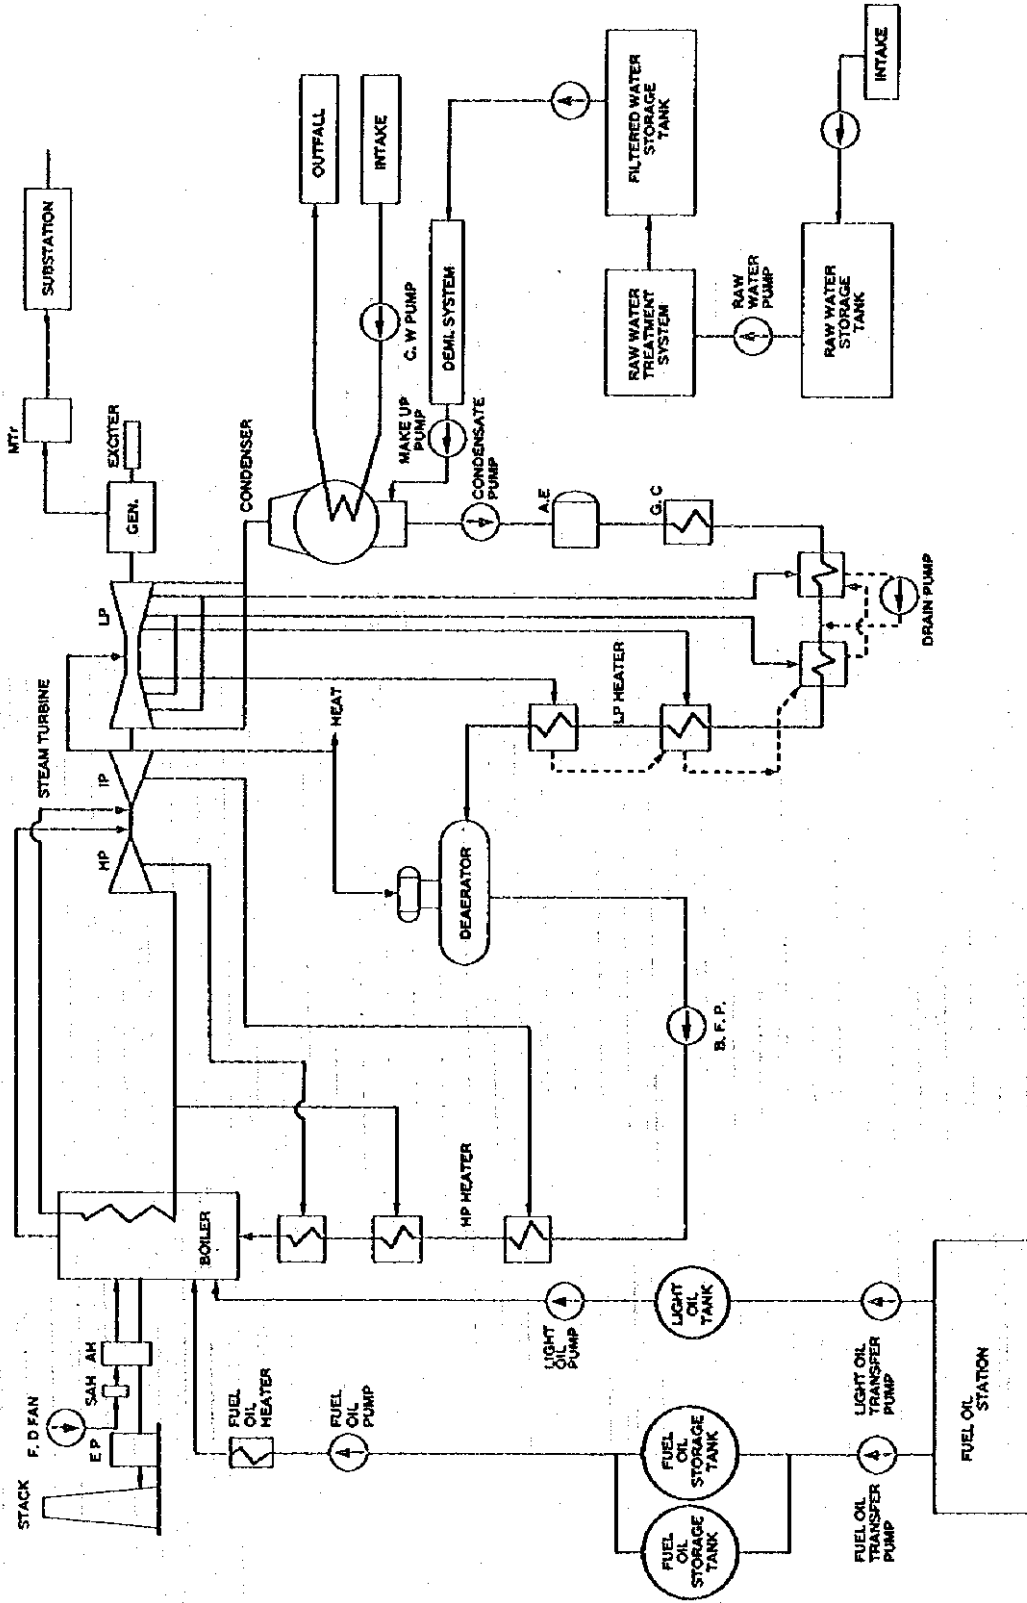 STACK
F. D FAN
E.P
SAH
AH
BOILER
FUEL
OIL
HEATER
FUEL
OIL
PUMP
FUEL
OIL
STORAGE
TANK
FUEL
OIL
STORAGE
TANK
FUEL OIL
TRANSFER
PUMP
LIGHT
OIL
PUMP
LIGHT
OIL
TANK
LIGHT OIL
TRANSFER
PUMP
FUEL OIL
STATION
HP HEATER
B. F. P.
DEAERATOR
HEAT
STEAM TURBINE
HP
IP
LP
GEN.
EXCITER
MTr
SUBSTATION
CONDENSER
OUTFALL
INTAKE
C. W PUMP
MAKE UP
PUMP
DEMI. SYSTEM
CONDENSATE
PUMP
A.E
G. C
LP HEATER
DRAIN PUMP
FILTERED WATER
STORAGE
TANK
RAW WATER
TREATMENT
SYSTEM
RAW
WATER
PUMP
RAW WATER
STORAGE
TANK
INTAKE